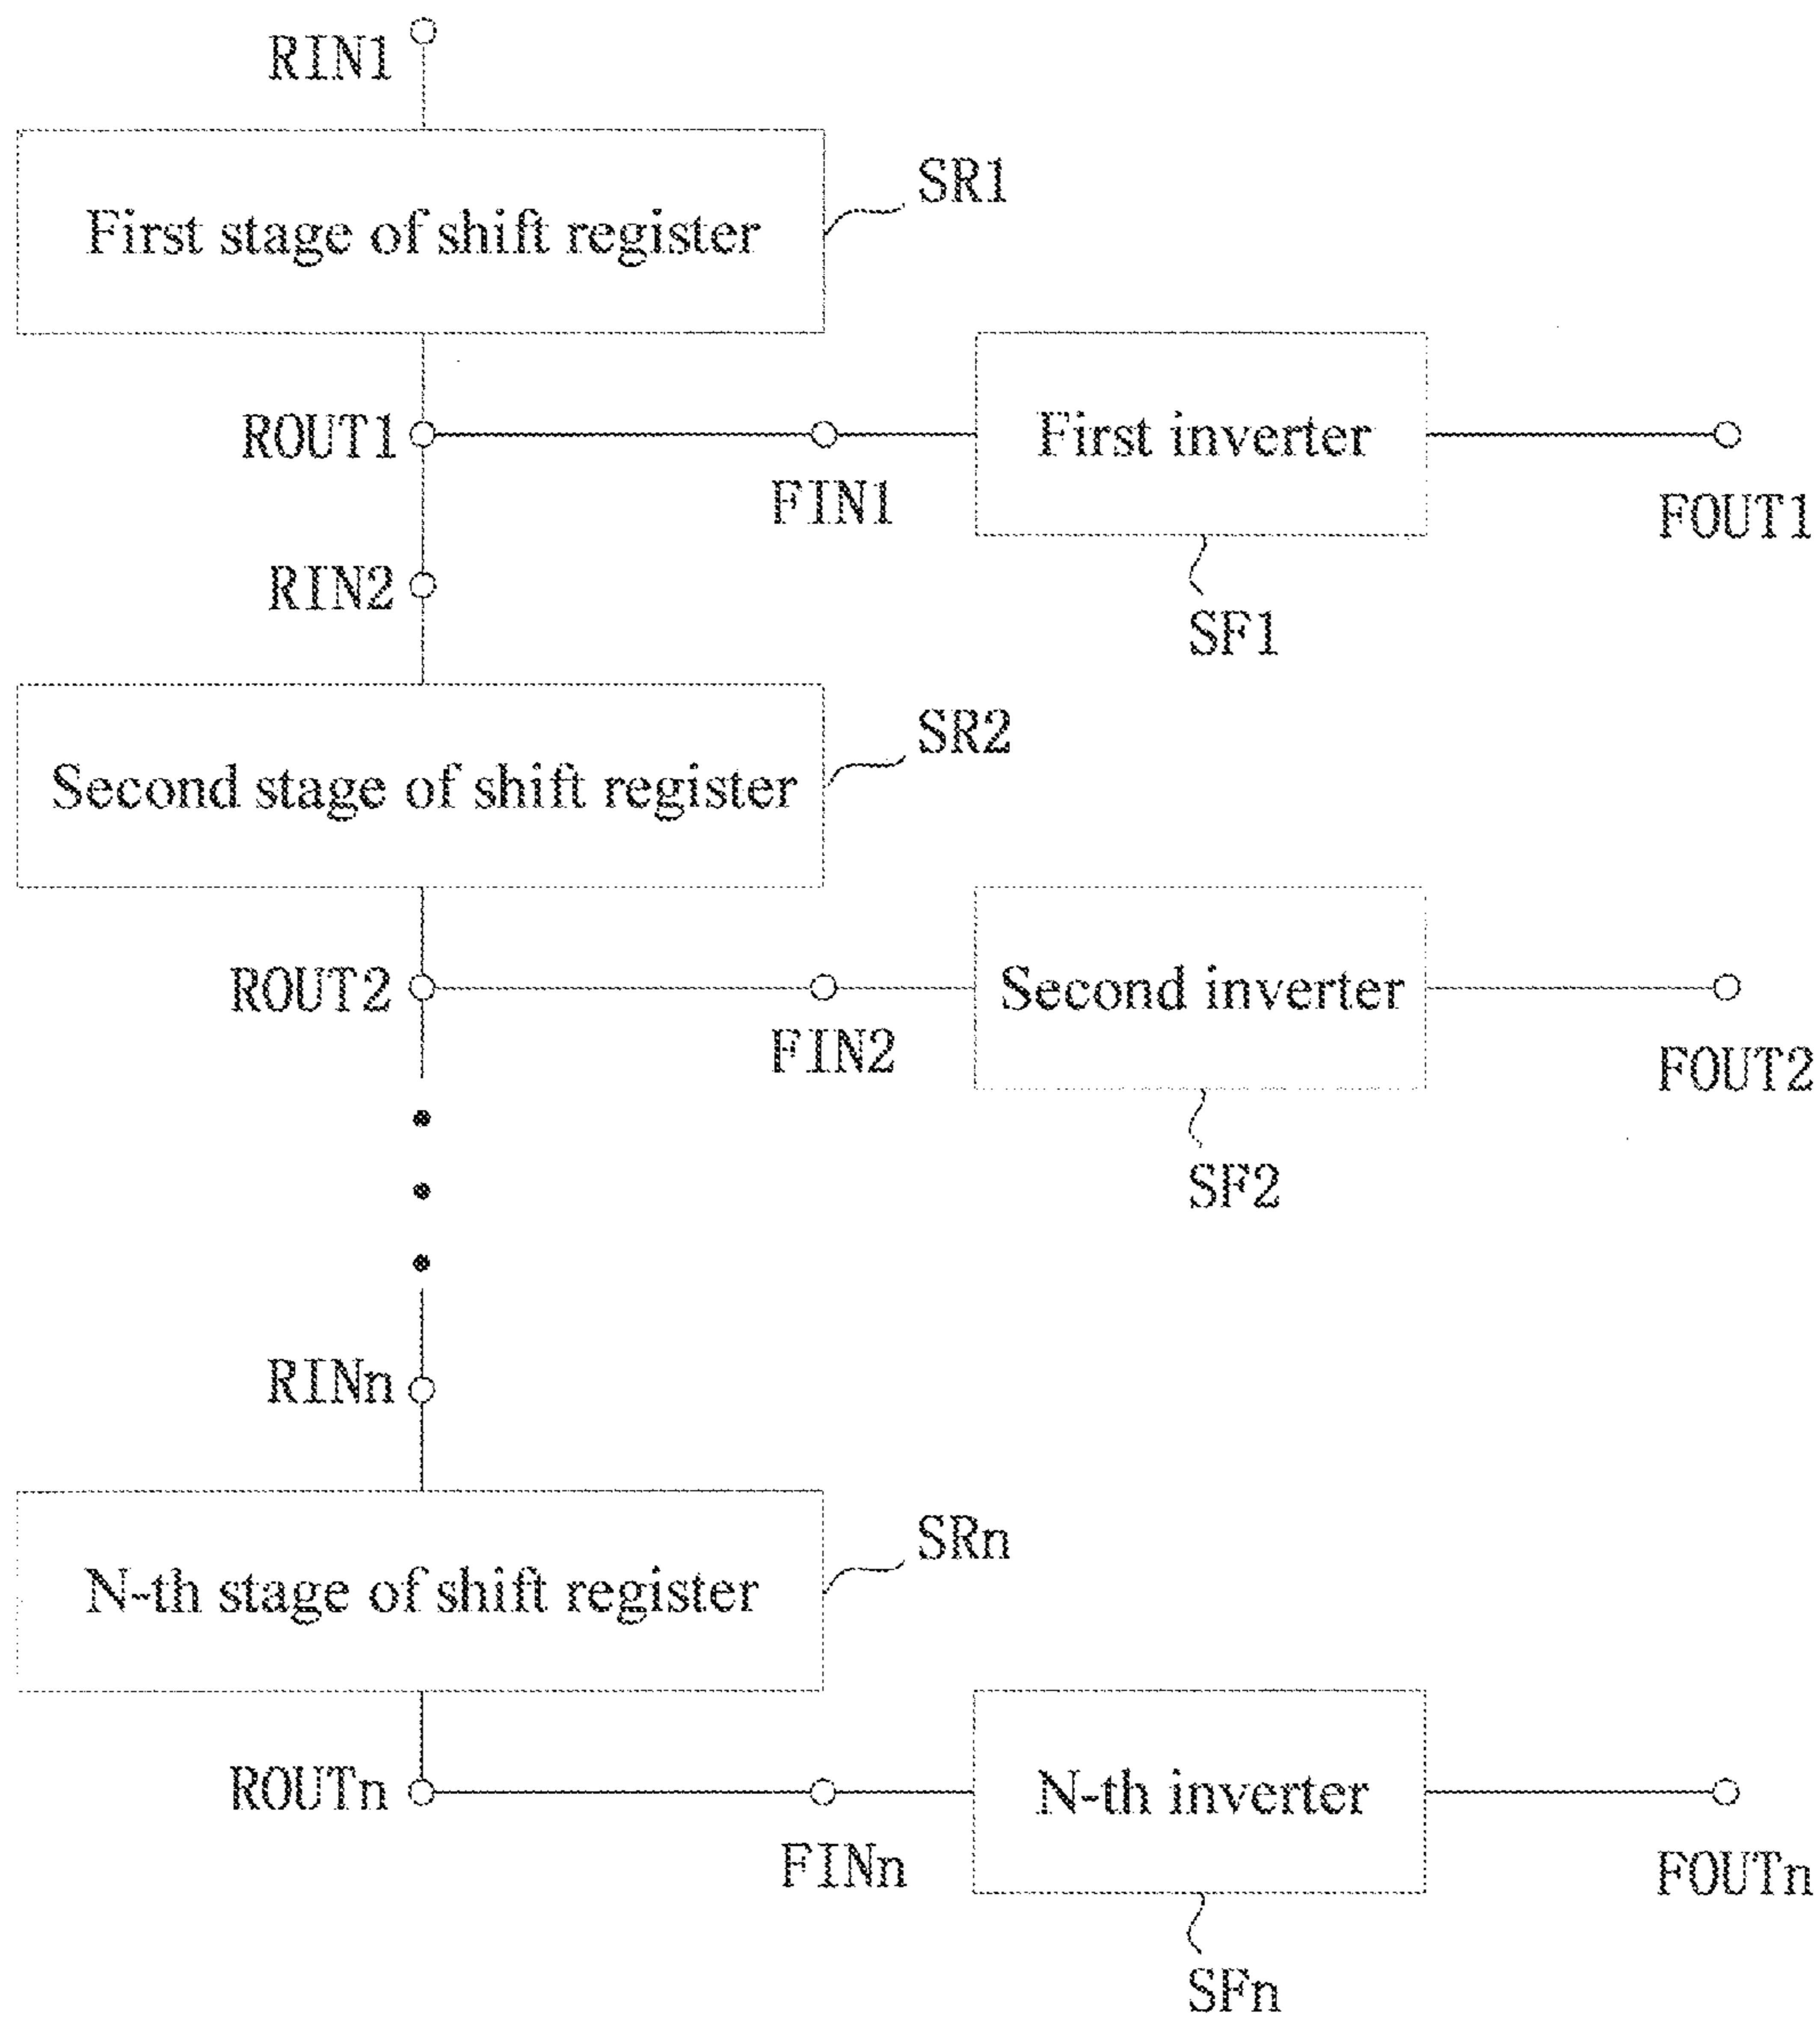 RIN1
SR1
First stage of shift register
ROUT1
First inverter
FIN1
FOUT1
RIN2
SF1
SR2
Second stage of shift register
ROUT2
Second inverter
FIN2
FOUT2
SF2
RINn
SRn
N-th stage of shift register
ROUTn
N-th inverter
FINn
FOUTn
SFn